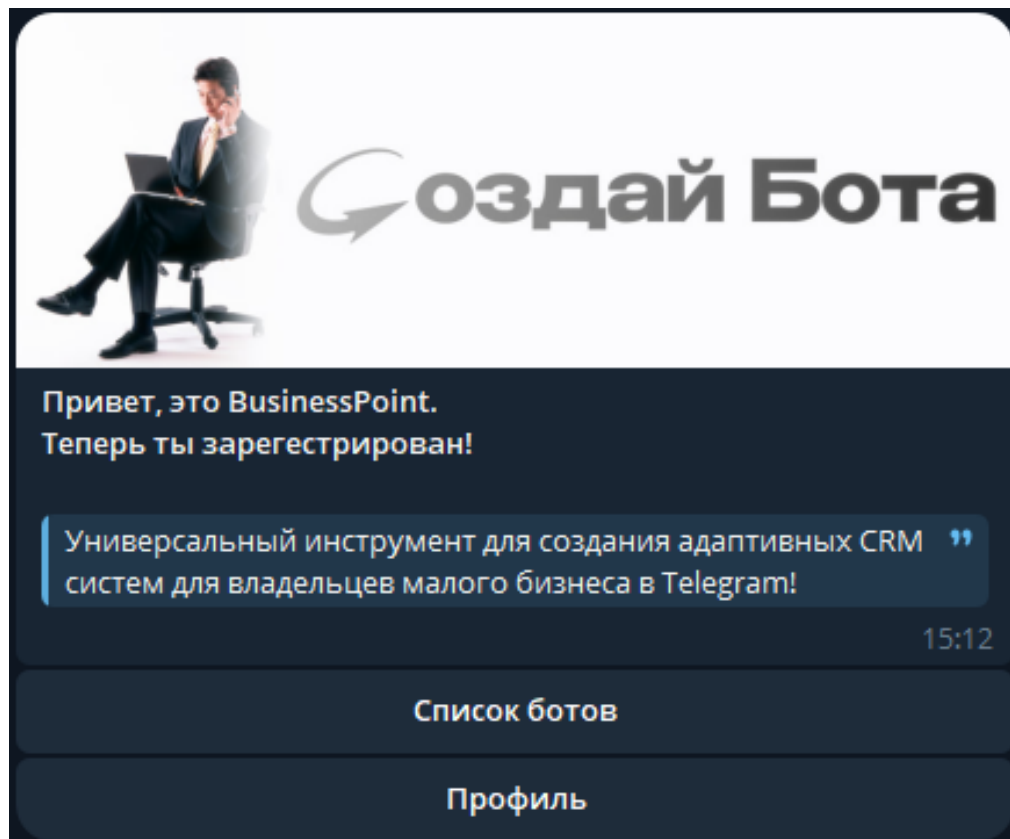 Создай Бота
Привет, это BusinessPoint.
Теперь ты зарегестрирован!
Универсальный инструмент для создания адаптивных CRM
систем для владельцев малого бизнеса в Telegram!
15:12
Список ботов
Профиль